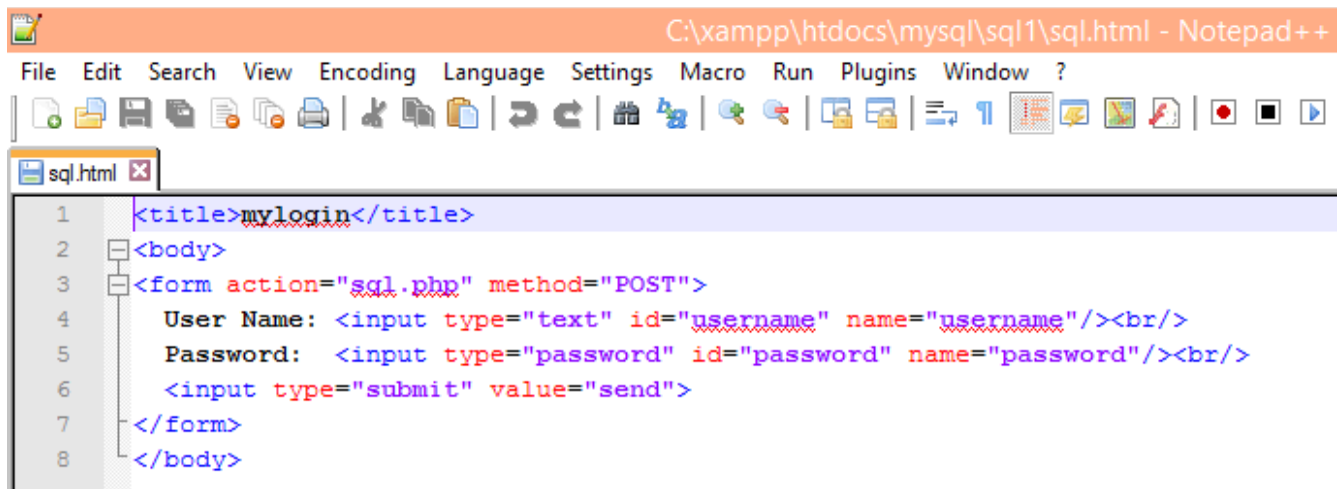 C:\xampp\htdocs\mysql\sql1\sql.html - Notepad++
File Edit Search View Encoding Language Settings Macro Run Plugins Window ?
sql.html
1 <title>mylogin</title>
2 <body>
3 <form action="sql.php" method="POST">
4 User Name: <input type="text" id="username" name="username"/><br/>
5 Password: <input type="password" id="password" name="password"/><br/>
6 <input type="submit" value="send">
7 </form>
8 </body>